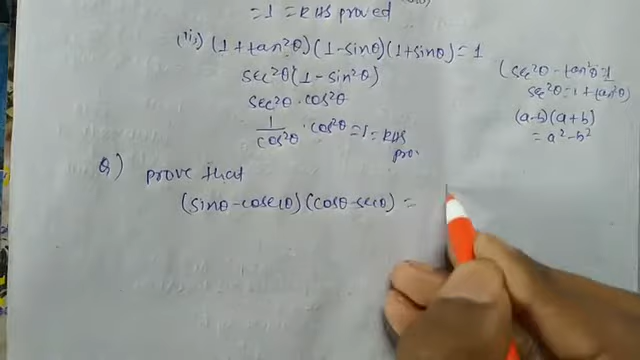 = 1 = RHS proved
(iii) (1 + tan²θ)(1 - sinθ)(1 + sinθ) = 1
sec²θ(1 - sin²θ)
sec²θ · cos²θ
1/cos²θ · cos²θ = 1 = RHS
pro.
(sec²θ - tan²θ = 1
sec²θ = 1 + tan²θ)
(a-b)(a+b)
= a² - b²
Q) prove that
(sinθ - cosecθ)(cosθ - secθ) =